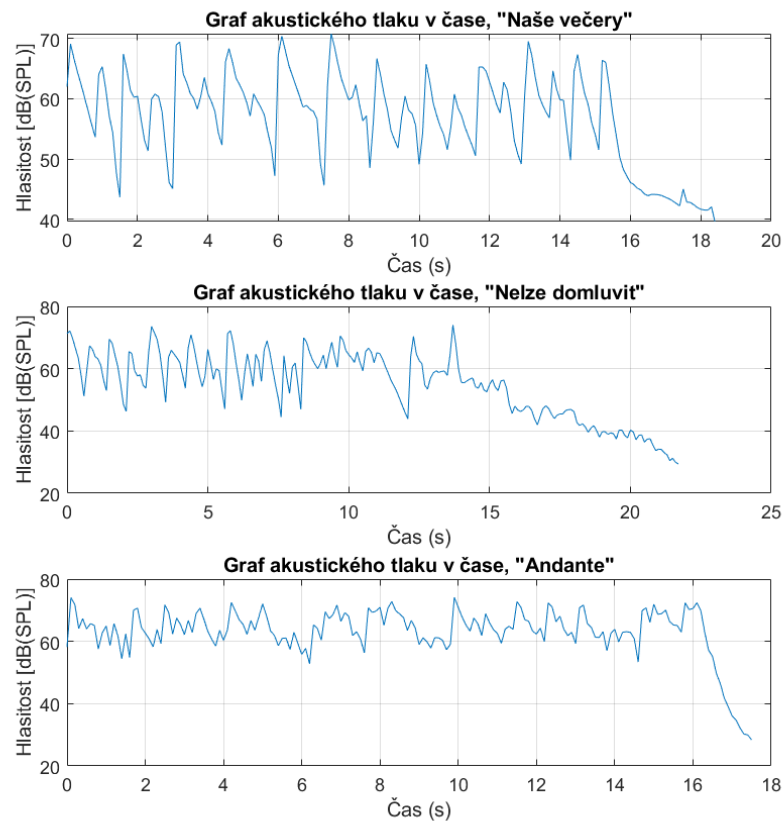 Graf akustického tlaku v čase, "Naše večery"
Hlasitost [dB(SPL)]
70
60
50
40
0 2 4 6 8 10 12 14 16 18 20
Čas (s)
Graf akustického tlaku v čase, "Nelze domluvit"
Hlasitost [dB(SPL)]
80
60
40
20
0 5 10 15 20 25
Čas (s)
Graf akustického tlaku v čase, "Andante"
Hlasitost [dB(SPL)]
80
60
40
20
0 2 4 6 8 10 12 14 16 18
Čas (s)